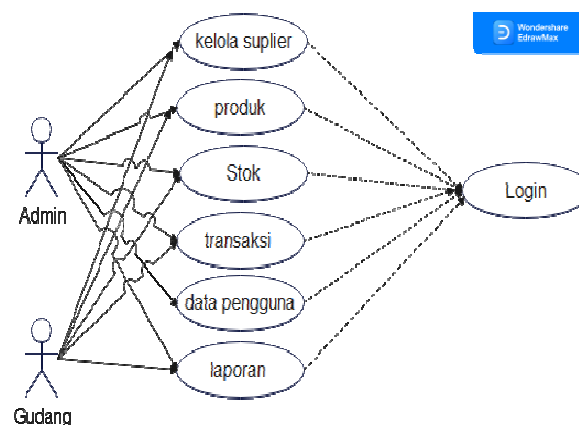 Wondershare
EdrawMax
kelola suplier
produk
Stok
transaksi
data pengguna
laporan
Admin
Gudang
Login